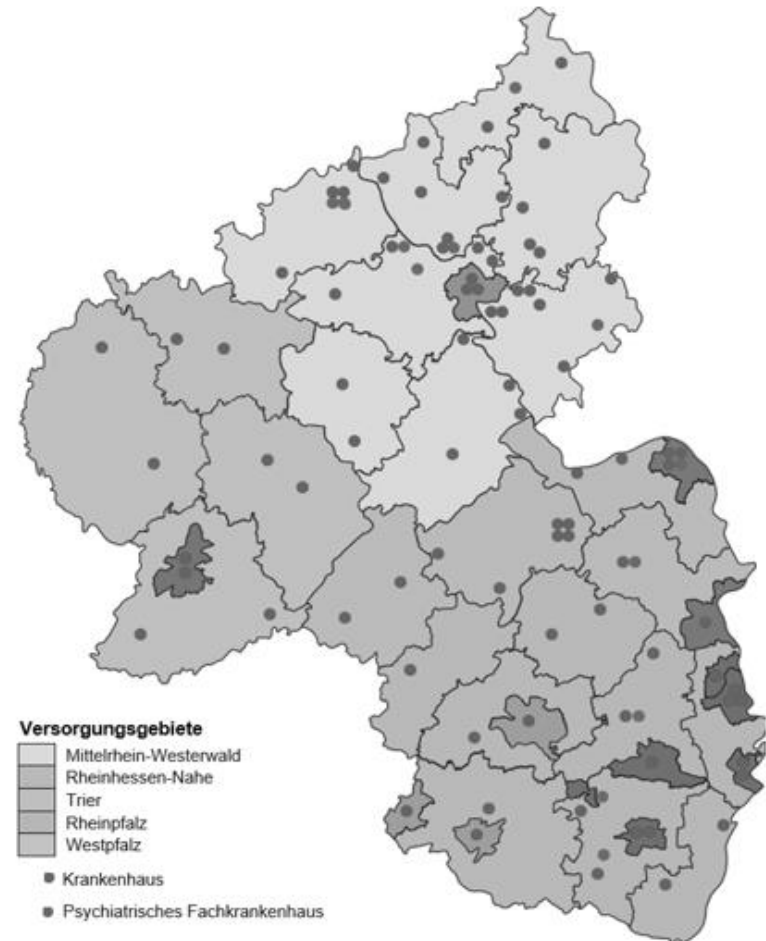 Versorgungsgebiete
Mittelrhein-Westerwald
Rheinhessen-Nahe
Trier
Rheinpfalz
Westpfalz
Krankenhaus
Psychiatrisches Fachkrankenhaus